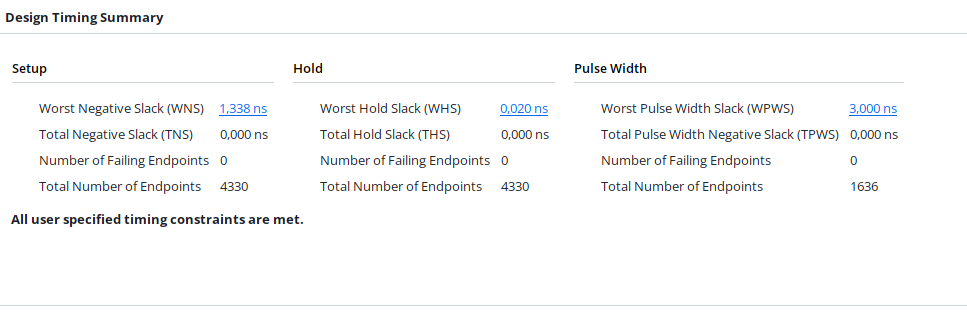 Design Timing Summary
Setup Hold Pulse Width
Worst Negative Slack (WNS) 1,338 ns Worst Hold Slack (WHS) 0,020 ns Worst Pulse Width Slack (WPWS) 3,000 ns
Total Negative Slack (TNS) 0,000 ns Total Hold Slack (THS) 0,000 ns Total Pulse Width Negative Slack (TPWS) 0,000 ns
Number of Failing Endpoints 0 Number of Failing Endpoints 0 Number of Failing Endpoints 0
Total Number of Endpoints 4330 Total Number of Endpoints 4330 Total Number of Endpoints 1636
All user specified timing constraints are met.